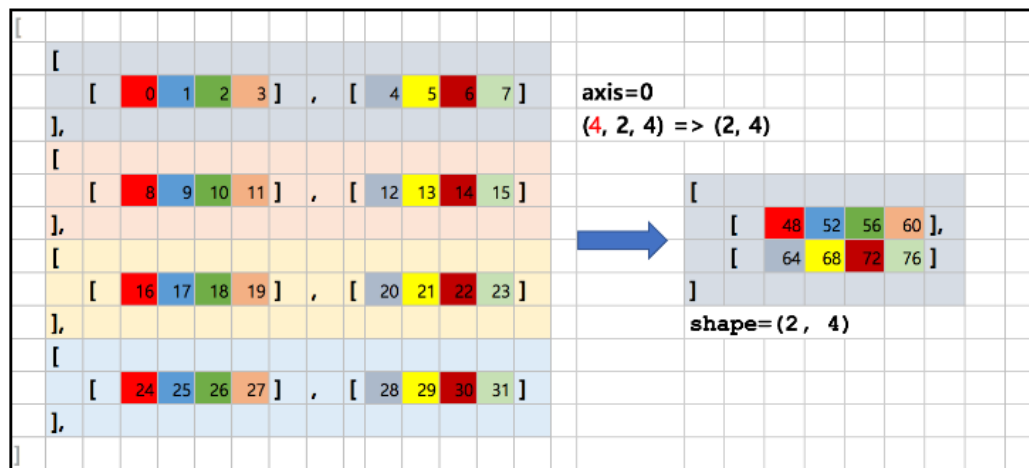 [
[
[ 0 1 2 3 ] , [ 4 5 6 7 ]
],
[
[ 8 9 10 11 ] , [ 12 13 14 15 ]
],
[
[ 16 17 18 19 ] , [ 20 21 22 23 ]
],
[
[ 24 25 26 27 ] , [ 28 29 30 31 ]
],
]
axis=0
(4, 2, 4) => (2, 4)
[
[ 48 52 56 60 ],
[ 64 68 72 76 ]
]
shape=(2, 4)